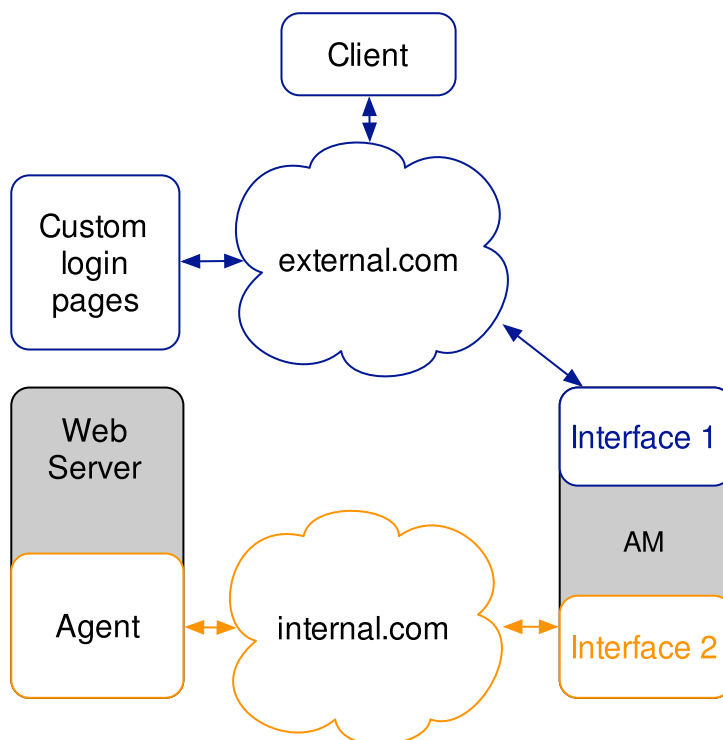 Client
Custom
login
pages
external.com
Web
Server
Interface 1
AM
Agent
internal.com
Interface 2